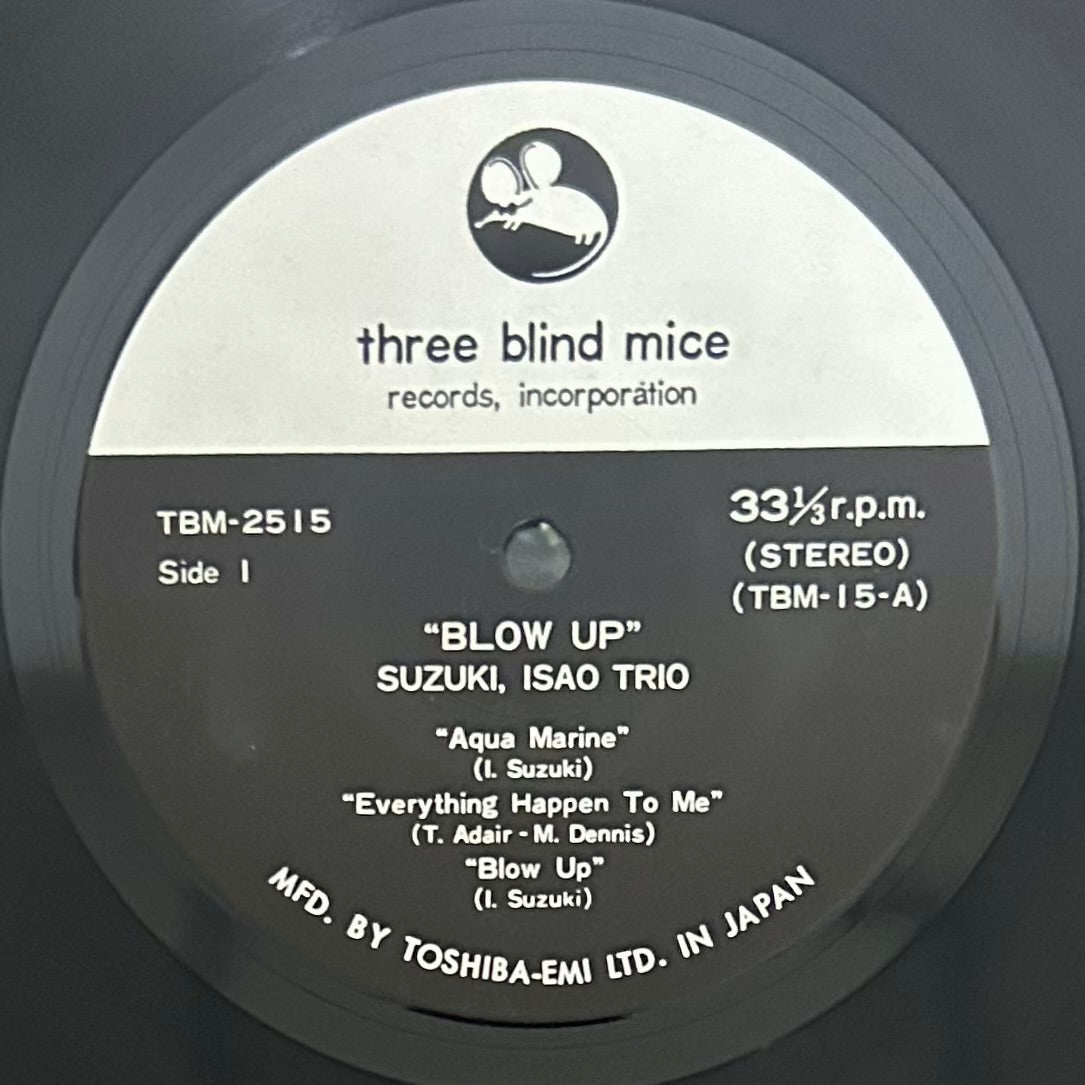 three blind mice
records, incorporation
TBM-2515
Side 1
33⅓ r.p.m.
(STEREO)
(TBM-15-A)
“BLOW UP”
SUZUKI, ISAO TRIO
“Aqua Marine”
(I. Suzuki)
“Everything Happen To Me”
(T. Adair - M. Dennis)
“Blow Up”
(I. Suzuki)
MFD. BY TOSHIBA-EMI LTD. IN JAPAN